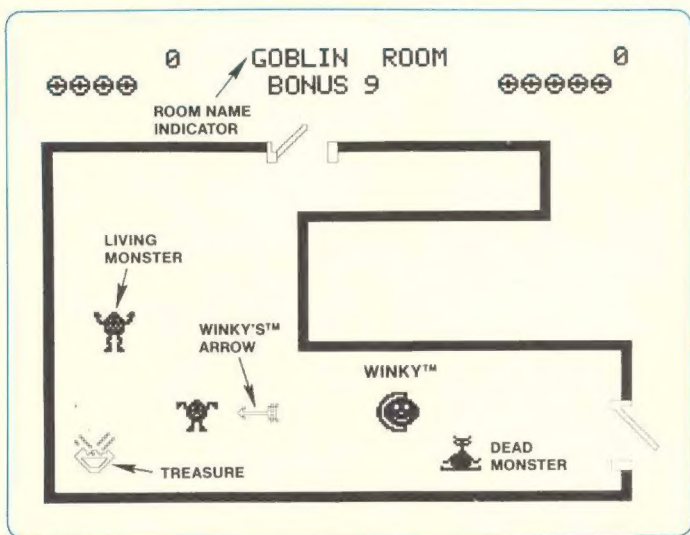 0 GOBLIN ROOM 0
BONUS 9
ROOM NAME
INDICATOR
LIVING
MONSTER
WINKY'S™
ARROW
WINKY™
DEAD
MONSTER
TREASURE